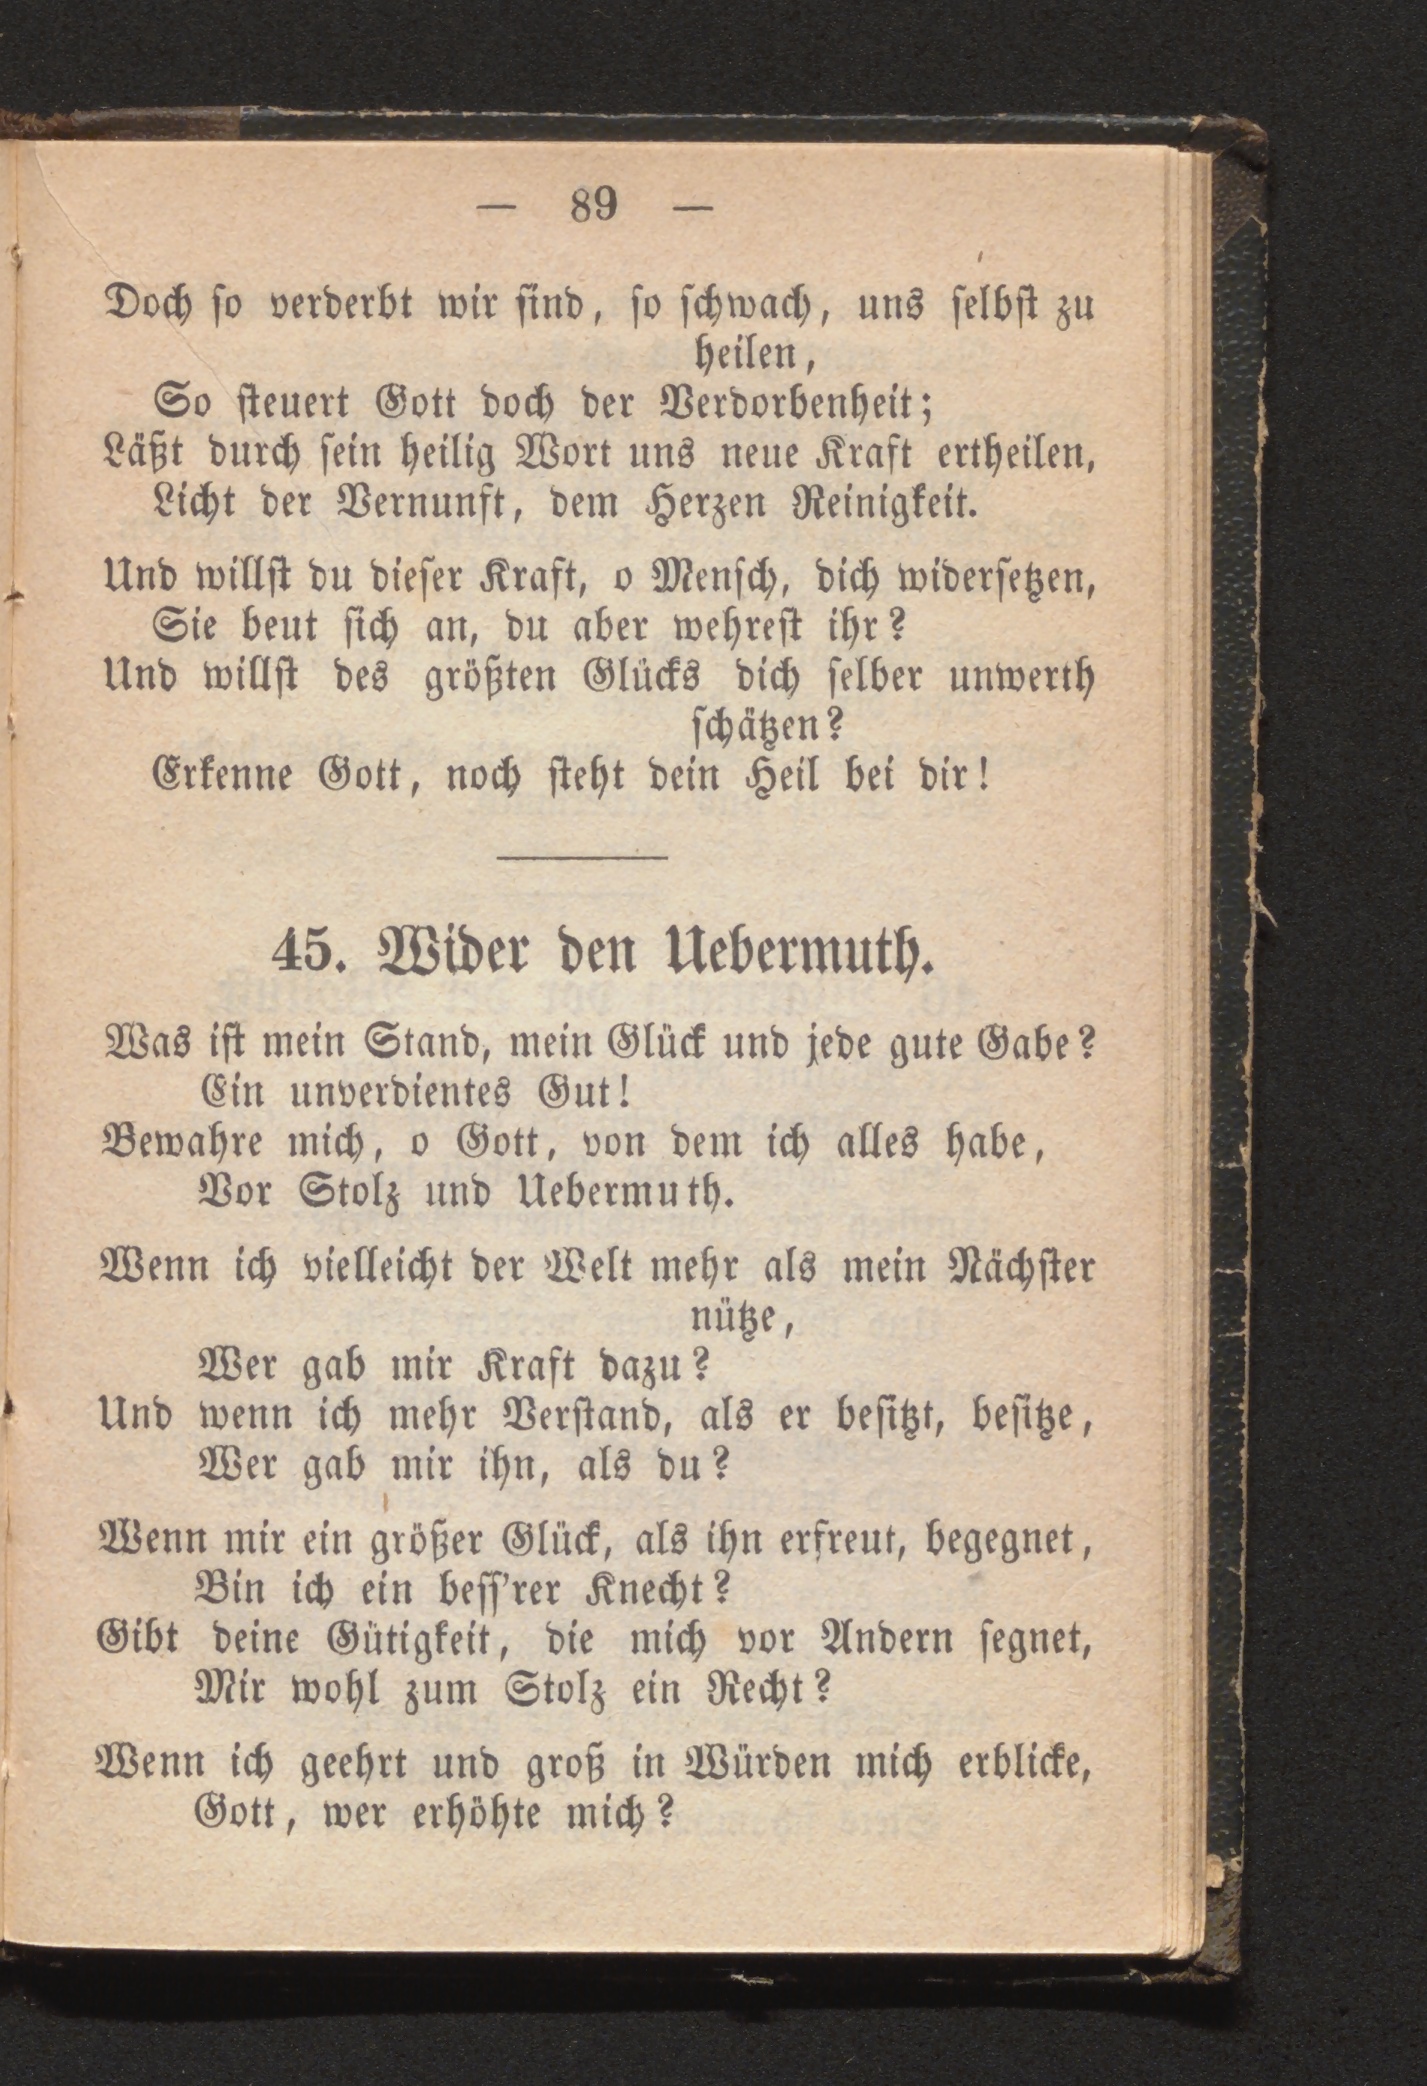 — 89 —
Doch so verderbt wir sind, so schwach, uns selbst zu
heilen,
So steuert Gott doch der Verdorbenheit;
Läßt durch sein heilig Wort uns neue Kraft ertheilen,
Licht der Vernunft, dem Herzen Reinigkeit.
Und willst du dieser Kraft, o Mensch, dich widersetzen,
Sie beut sich an, du aber wehrest ihr?
Und willst des größten Glücks dich selber unwerth
schätzen?
Erkenne Gott, noch steht dein Heil bei dir!
45. Wider den Uebermuth.
Was ist mein Stand, mein Glück und jede gute Gabe?
Ein unverdientes Gut!
Bewahre mich, o Gott, von dem ich alles habe,
Vor Stolz und Uebermuth.
Wenn ich vielleicht der Welt mehr als mein Nächster
nütze,
Wer gab mir Kraft dazu?
Und wenn ich mehr Verstand, als er besitzt, besitze,
Wer gab mir ihn, als du?
Wenn mir ein größer Glück, als ihn erfreut, begegnet,
Bin ich ein bess'rer Knecht?
Gibt deine Gütigkeit, die mich vor Andern segnet,
Mir wohl zum Stolz ein Recht?
Wenn ich geehrt und groß in Würden mich erblicke,
Gott, wer erhöhte mich?